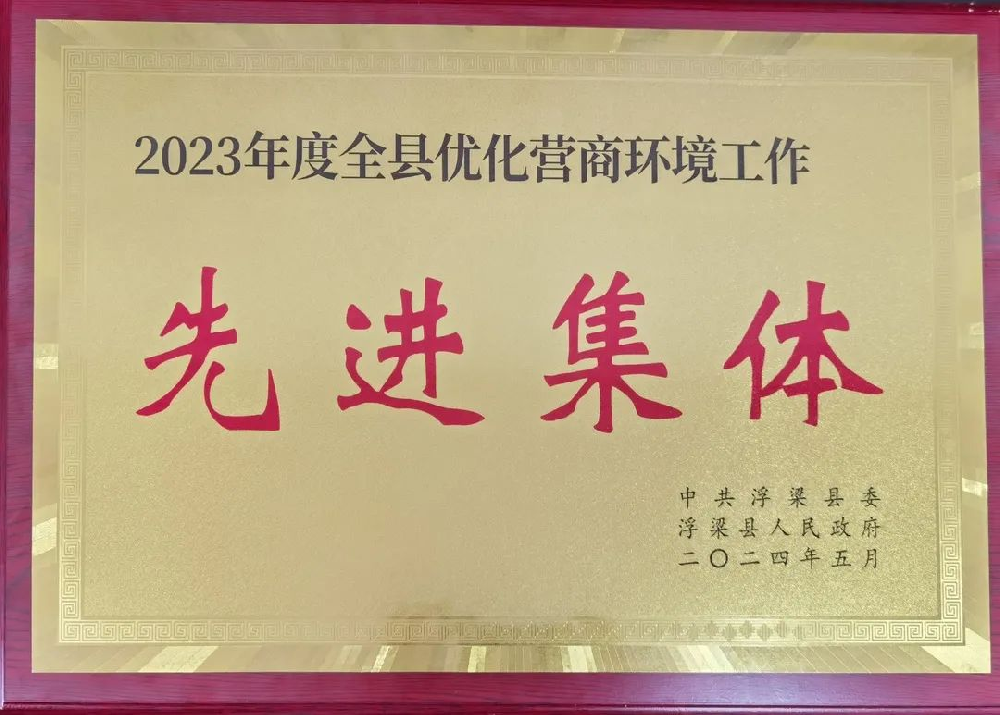 2023年度全县优化营商环境工作
先进集体
中共浮梁县委
浮梁县人民政府
二〇二四年五月